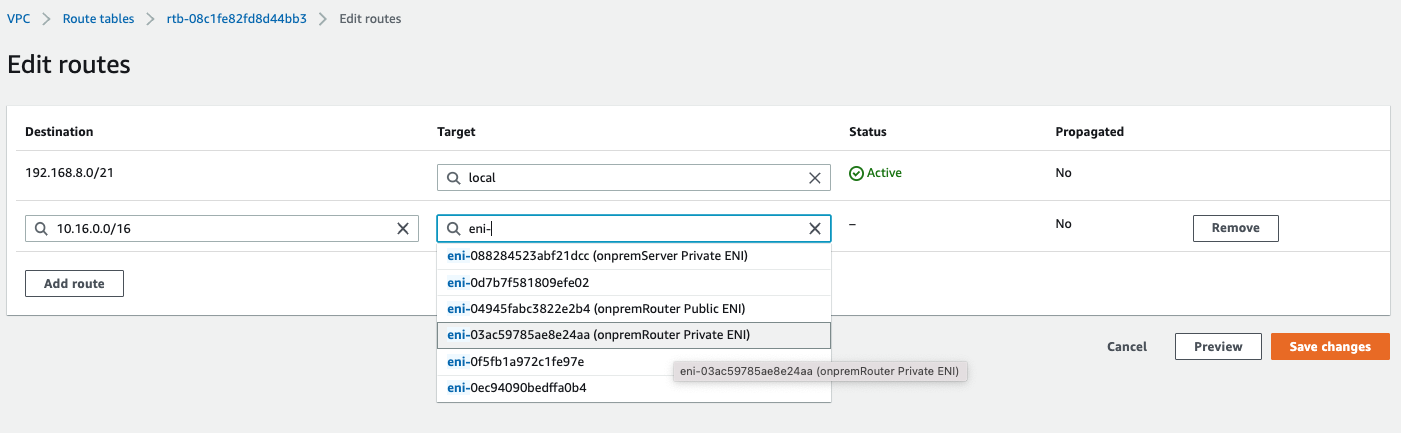 VPC > Route tables > rtb-08c1fe82fd8d44bb3 > Edit routes
Edit routes
Destination Target Status Propagated
192.168.8.0/21 local Active No
10.16.0.0/16 eni- – No Remove
eni-088284523abf21dcc (onpremServer Private ENI)
eni-0d7b7f581809efe02
Add route
eni-04945fabc3822e2b4 (onpremRouter Public ENI)
eni-03ac59785ae8e24aa (onpremRouter Private ENI)
Cancel Preview Save changes
eni-0f5fb1a972c1fe97e
eni-03ac59785ae8e24aa (onpremRouter Private ENI)
eni-0ec94090bedffa0b4